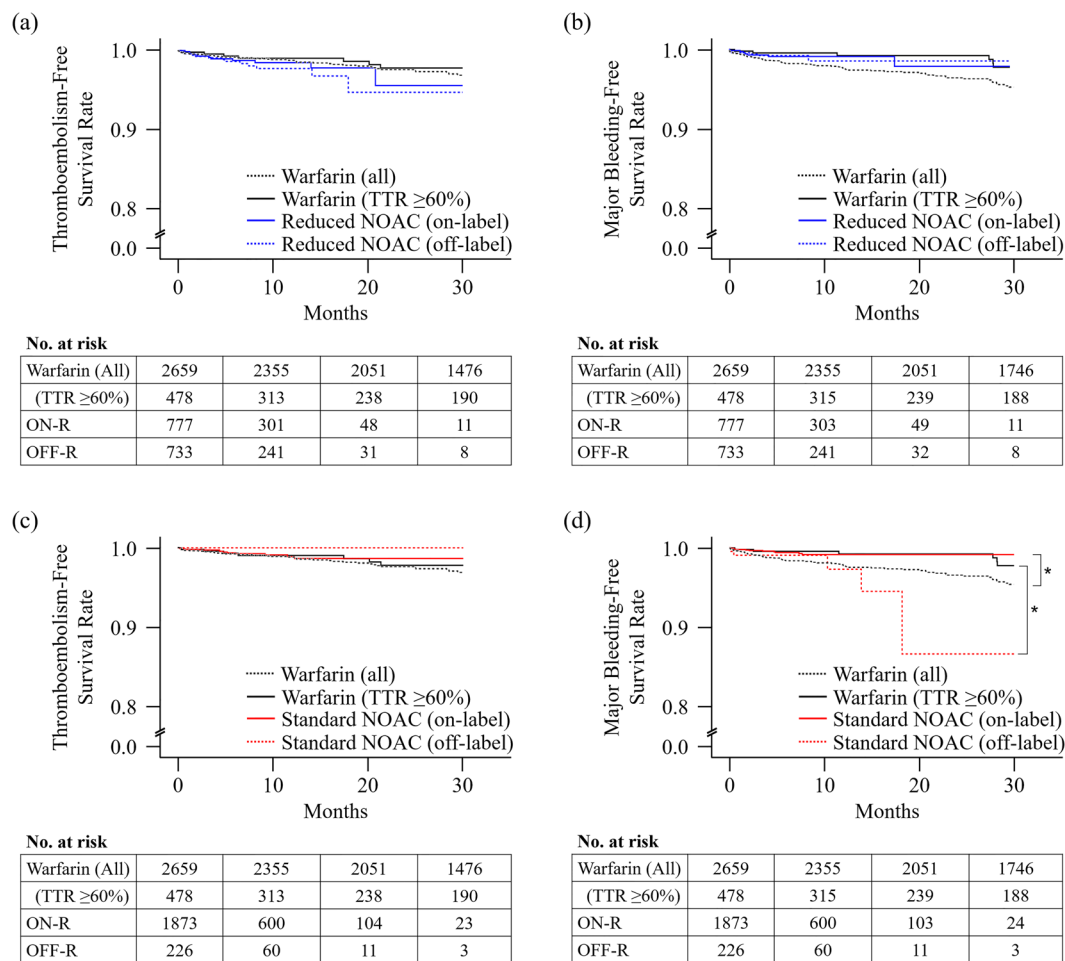 (a)
Thromboembolism-Free
Survival Rate
1.0
0.9
0.8
0.0
Warfarin (all)
Warfarin (TTR ≥60%)
Reduced NOAC (on-label)
Reduced NOAC (off-label)
0 10 20 30
Months
No. at risk
Warfarin (All) 2659 2355 2051 1476
(TTR ≥60%) 478 313 238 190
ON-R 777 301 48 11
OFF-R 733 241 31 8
(b)
Major Bleeding-Free
Survival Rate
1.0
0.9
0.8
0.0
Warfarin (all)
Warfarin (TTR ≥60%)
Reduced NOAC (on-label)
Reduced NOAC (off-label)
0 10 20 30
Months
No. at risk
Warfarin (All) 2659 2355 2051 1746
(TTR ≥60%) 478 315 239 188
ON-R 777 303 49 11
OFF-R 733 241 32 8
(c)
Thromboembolism-Free
Survival Rate
1.0
0.9
0.8
0.0
Warfarin (all)
Warfarin (TTR ≥60%)
Standard NOAC (on-label)
Standard NOAC (off-label)
0 10 20 30
Months
No. at risk
Warfarin (All) 2659 2355 2051 1476
(TTR ≥60%) 478 313 238 190
ON-R 1873 600 104 23
OFF-R 226 60 11 3
(d)
Major Bleeding-Free
Survival Rate
1.0
0.9
0.8
0.0
*
*
Warfarin (all)
Warfarin (TTR ≥60%)
Standard NOAC (on-label)
Standard NOAC (off-label)
0 10 20 30
Months
No. at risk
Warfarin (All) 2659 2355 2051 1746
(TTR ≥60%) 478 315 239 188
ON-R 1873 600 103 24
OFF-R 226 60 11 3